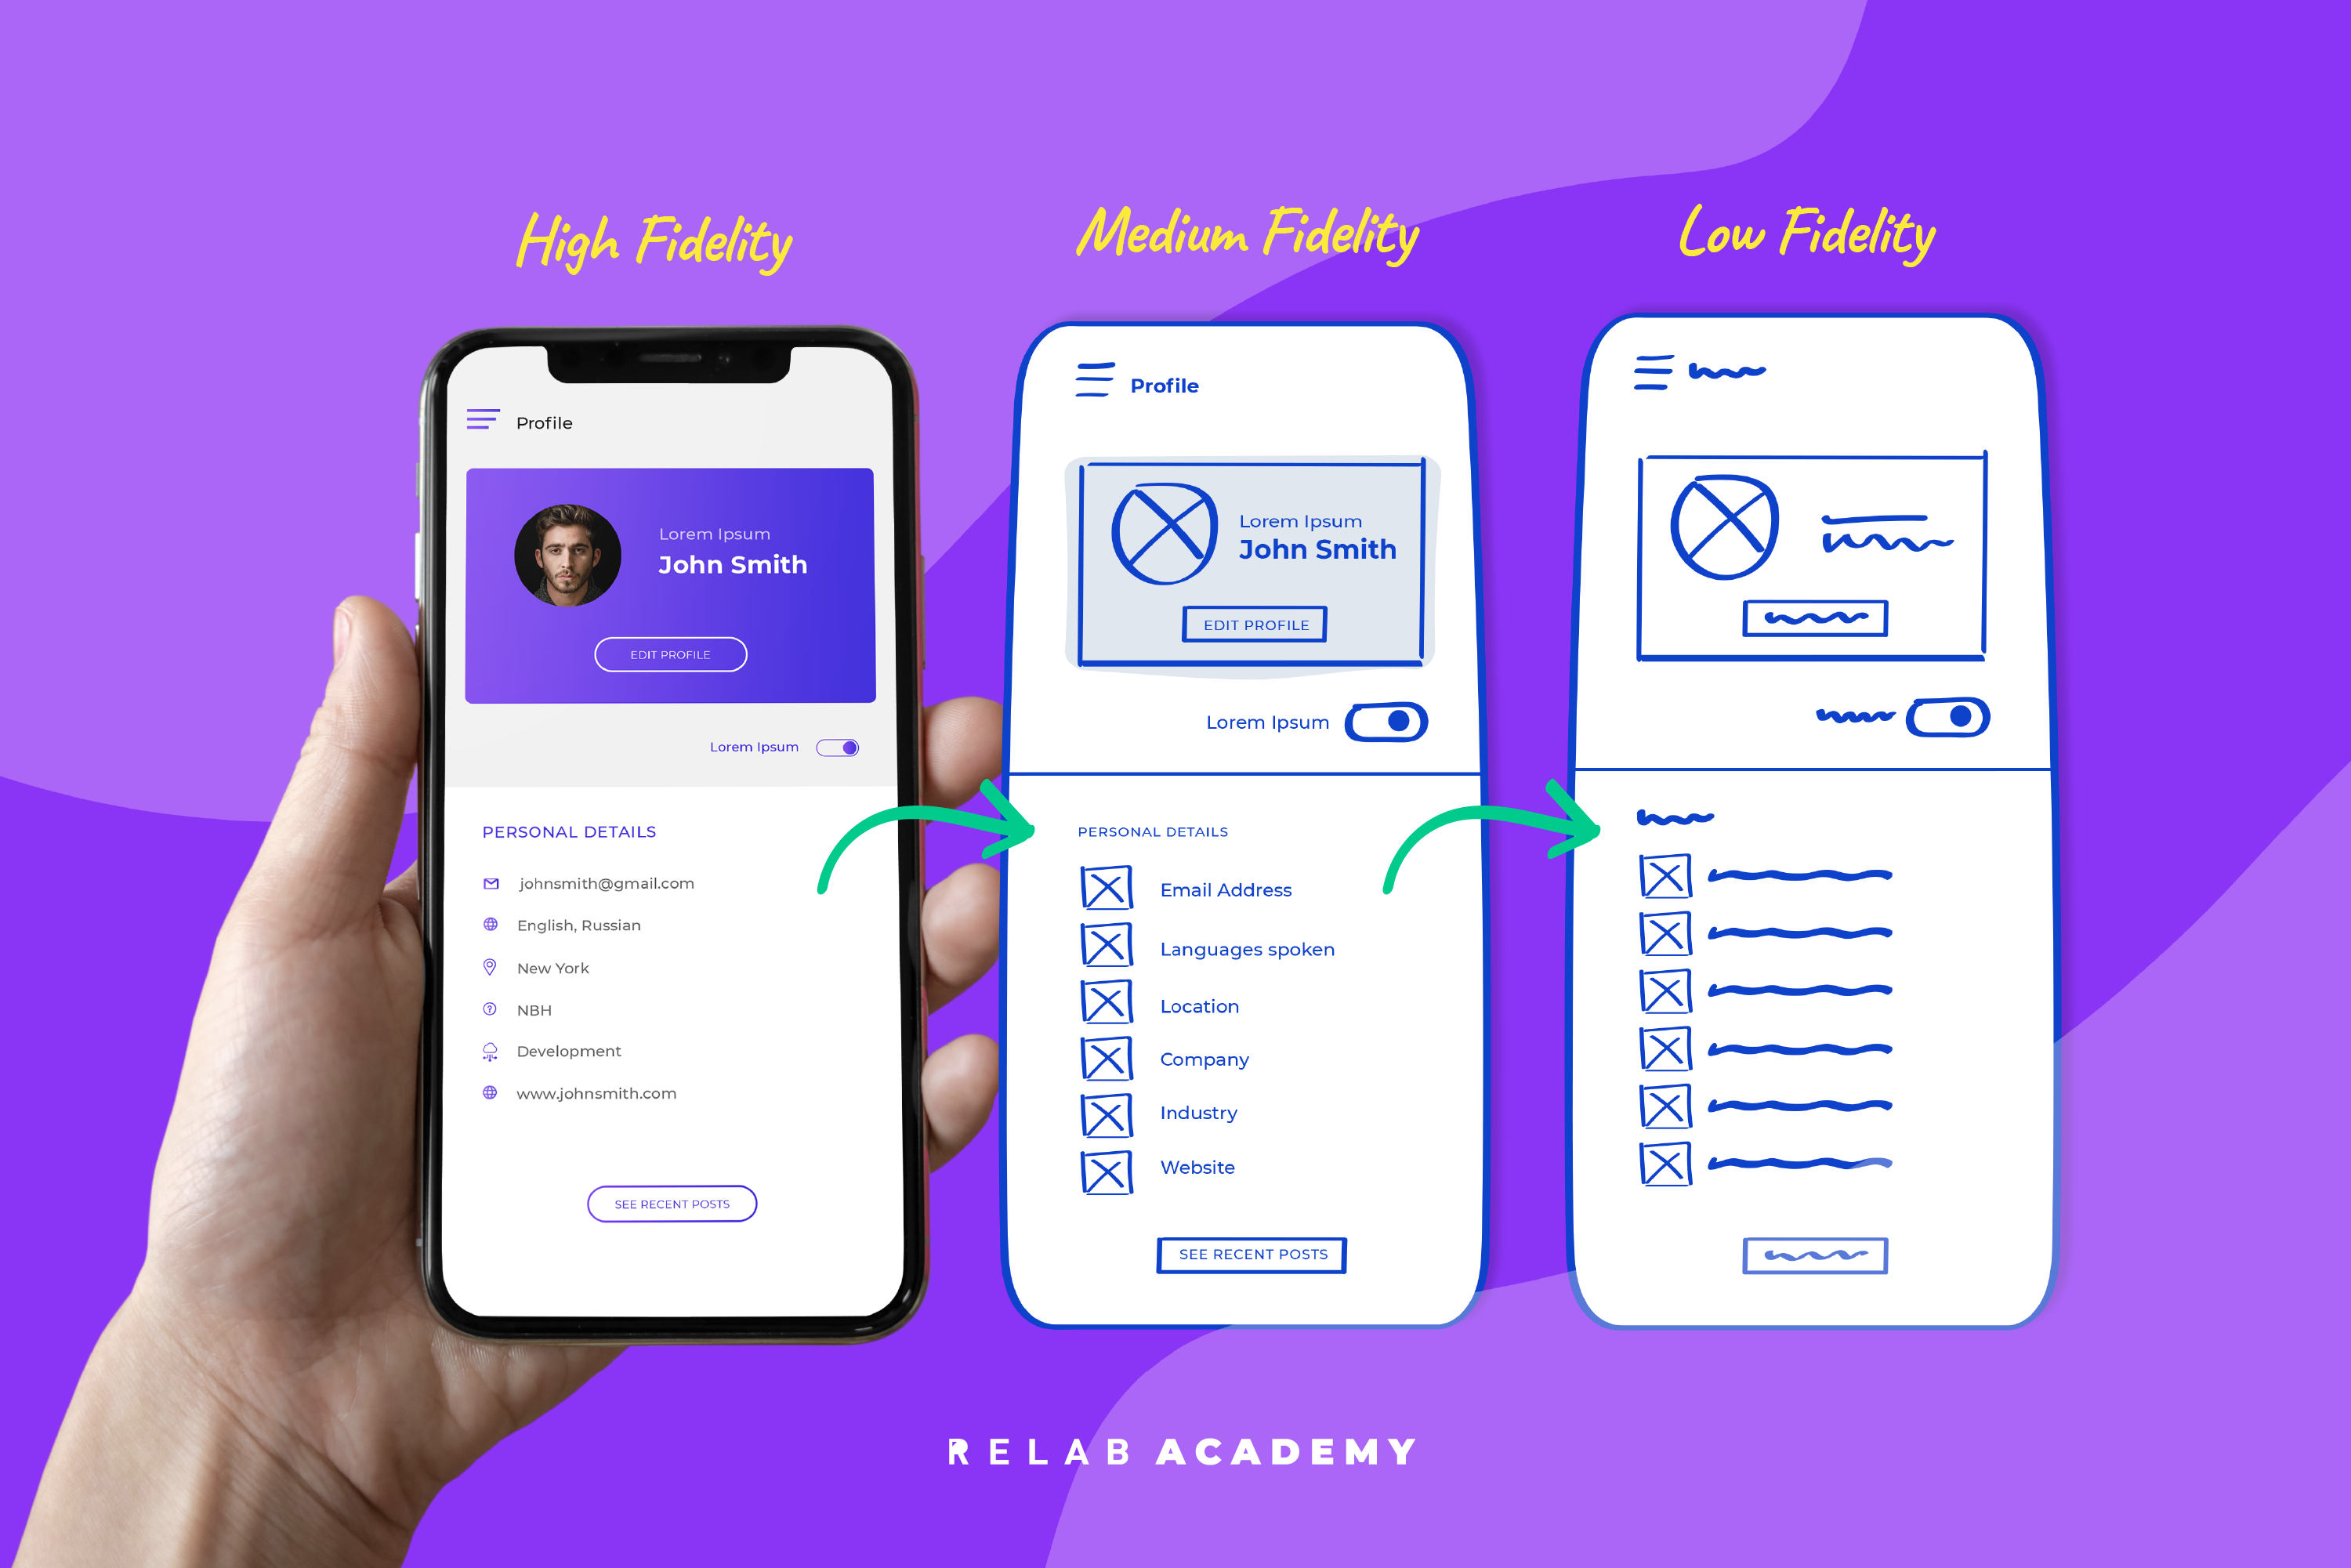 High Fidelity
Medium Fidelity
Low Fidelity
Profile
Lorem Ipsum
John Smith
EDIT PROFILE
Lorem Ipsum
PERSONAL DETAILS
johnsmith@gmail.com
English, Russian
New York
NBH
Development
www.johnsmith.com
SEE RECENT POSTS
Profile
Lorem Ipsum
John Smith
EDIT PROFILE
Lorem Ipsum
PERSONAL DETAILS
Email Address
Languages spoken
Location
Company
Industry
Website
SEE RECENT POSTS
RELAB ACADEMY